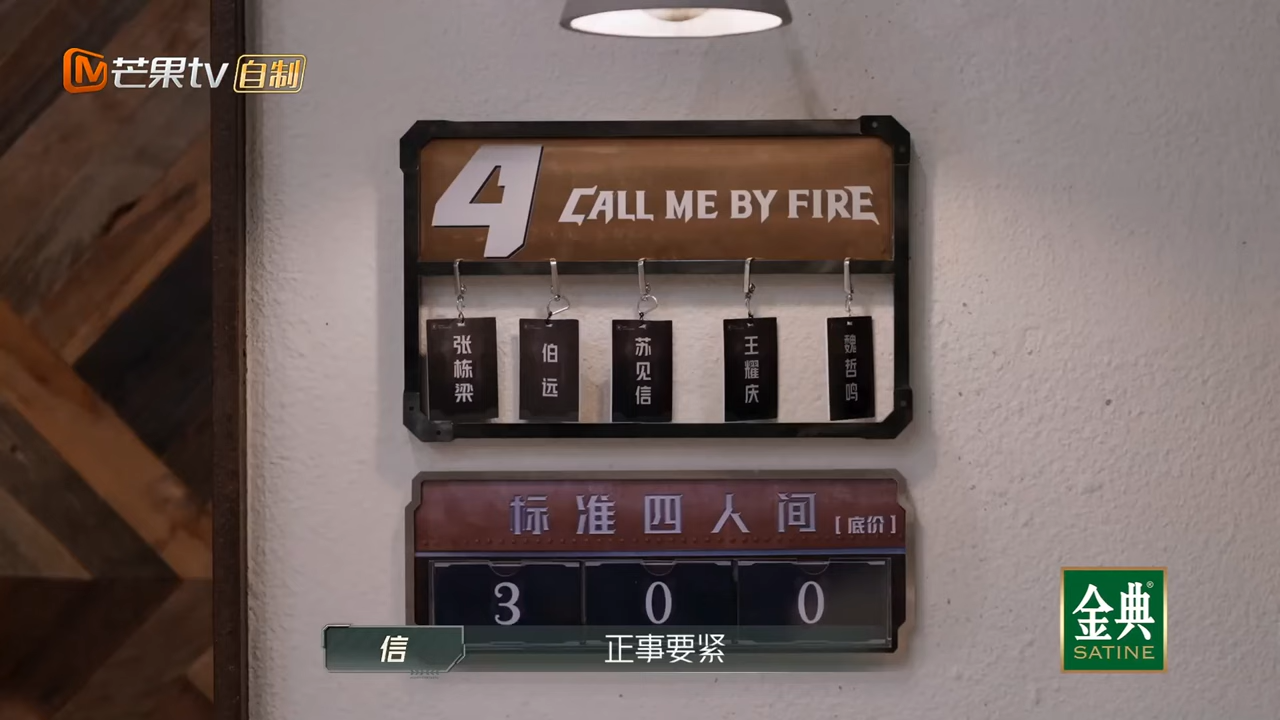 芒果tv 自制
4 CALL ME BY FIRE
张栋梁
伯远
苏见信
王耀庆
魏哲鸣
标准四人间 [底价]
3 0 0
信 正事要紧
金典®
SATINE